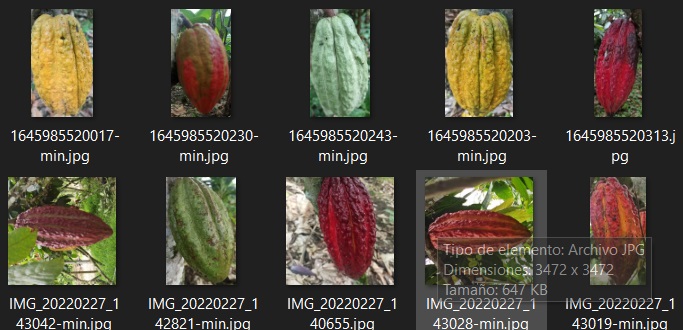 1645985520017-
min.jpg
1645985520230-
min.jpg
1645985520243-
min.jpg
1645985520203-
min.jpg
1645985520313.j
pg
IMG_20220227_1
43042-min.jpg
IMG_20220227_1
42821-min.jpg
IMG_20220227_1
40655.jpg
IMG_20220227_1
43028-min.jpg
IMG_20220227_1
43019-min.jpg
Tipo de elemento: Archivo JPG
Dimensiones: 3472 x 3472
Tamaño: 647 KB